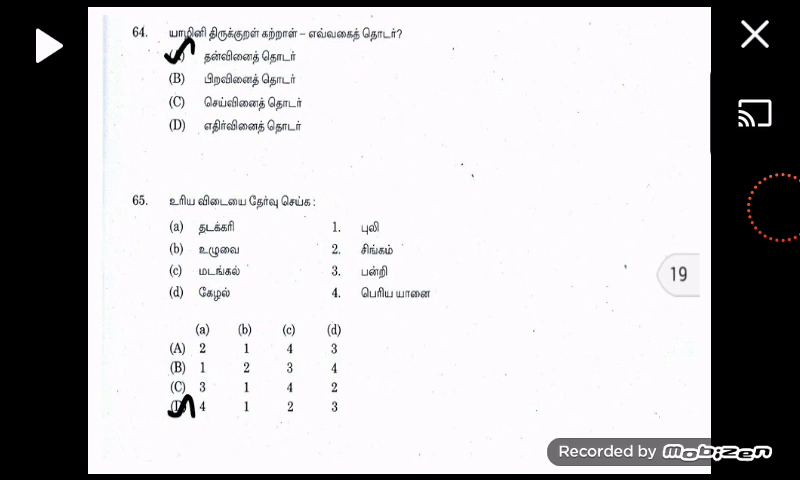 64. யாழினி திருக்குறள் கற்றாள் – எவ்வகைத் தொடர்?
(A) தன்வினைத் தொடர்
(B) பிறவினைத் தொடர்
(C) செய்வினைத் தொடர்
(D) எதிர்வினைத் தொடர்
65. உரிய விடையை தேர்வு செய்க :
(a) தடக்கரி 1. புலி
(b) உழுவை 2. சிங்கம்
(c) மடங்கல் 3. பன்றி
(d) கேழல் 4. பெரிய யானை
(a) (b) (c) (d)
(A) 2 1 4 3
(B) 1 2 3 4
(C) 3 1 4 2
(D) 4 1 2 3
19
Recorded by mobizen